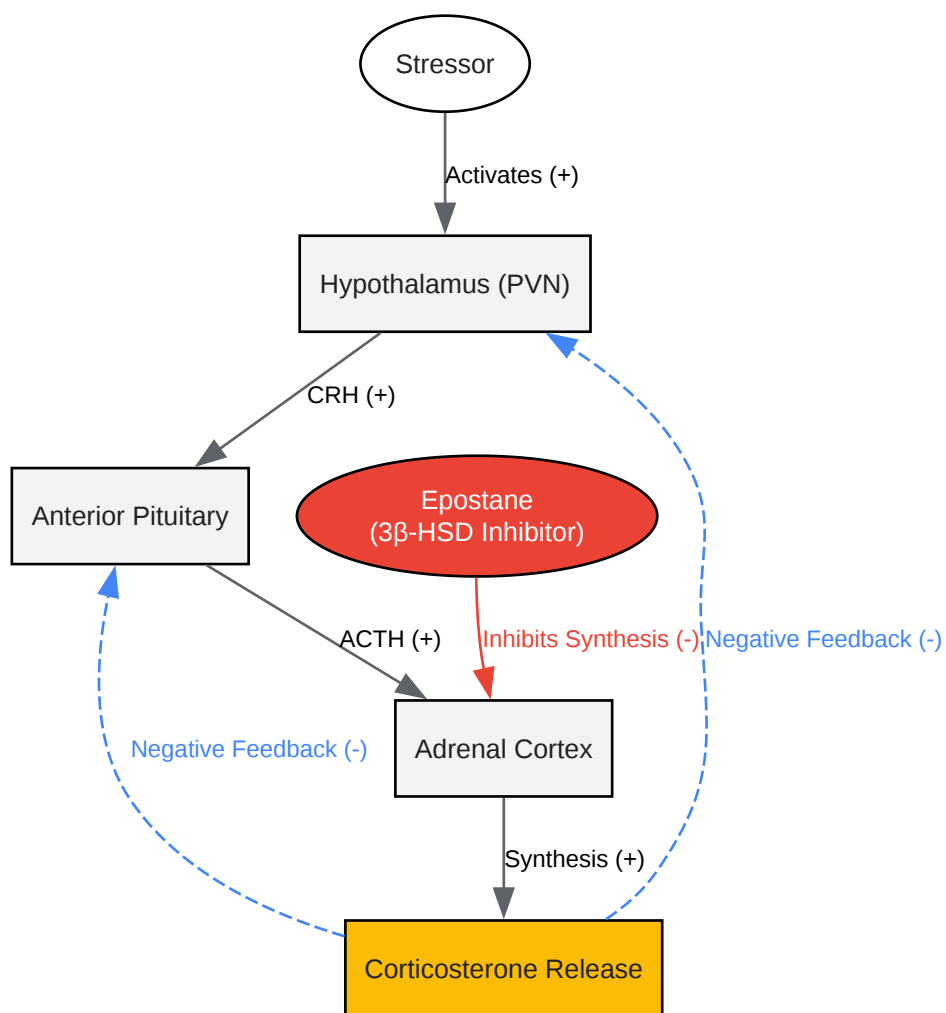 Stressor
Activates (+)
Hypothalamus (PVN)
CRH (+)
Anterior Pituitary
Epostane
(3β-HSD Inhibitor)
ACTH (+)
Inhibits Synthesis (-)
Negative Feedback (-)
Negative Feedback (-)
Adrenal Cortex
Synthesis (+)
Corticosterone Release